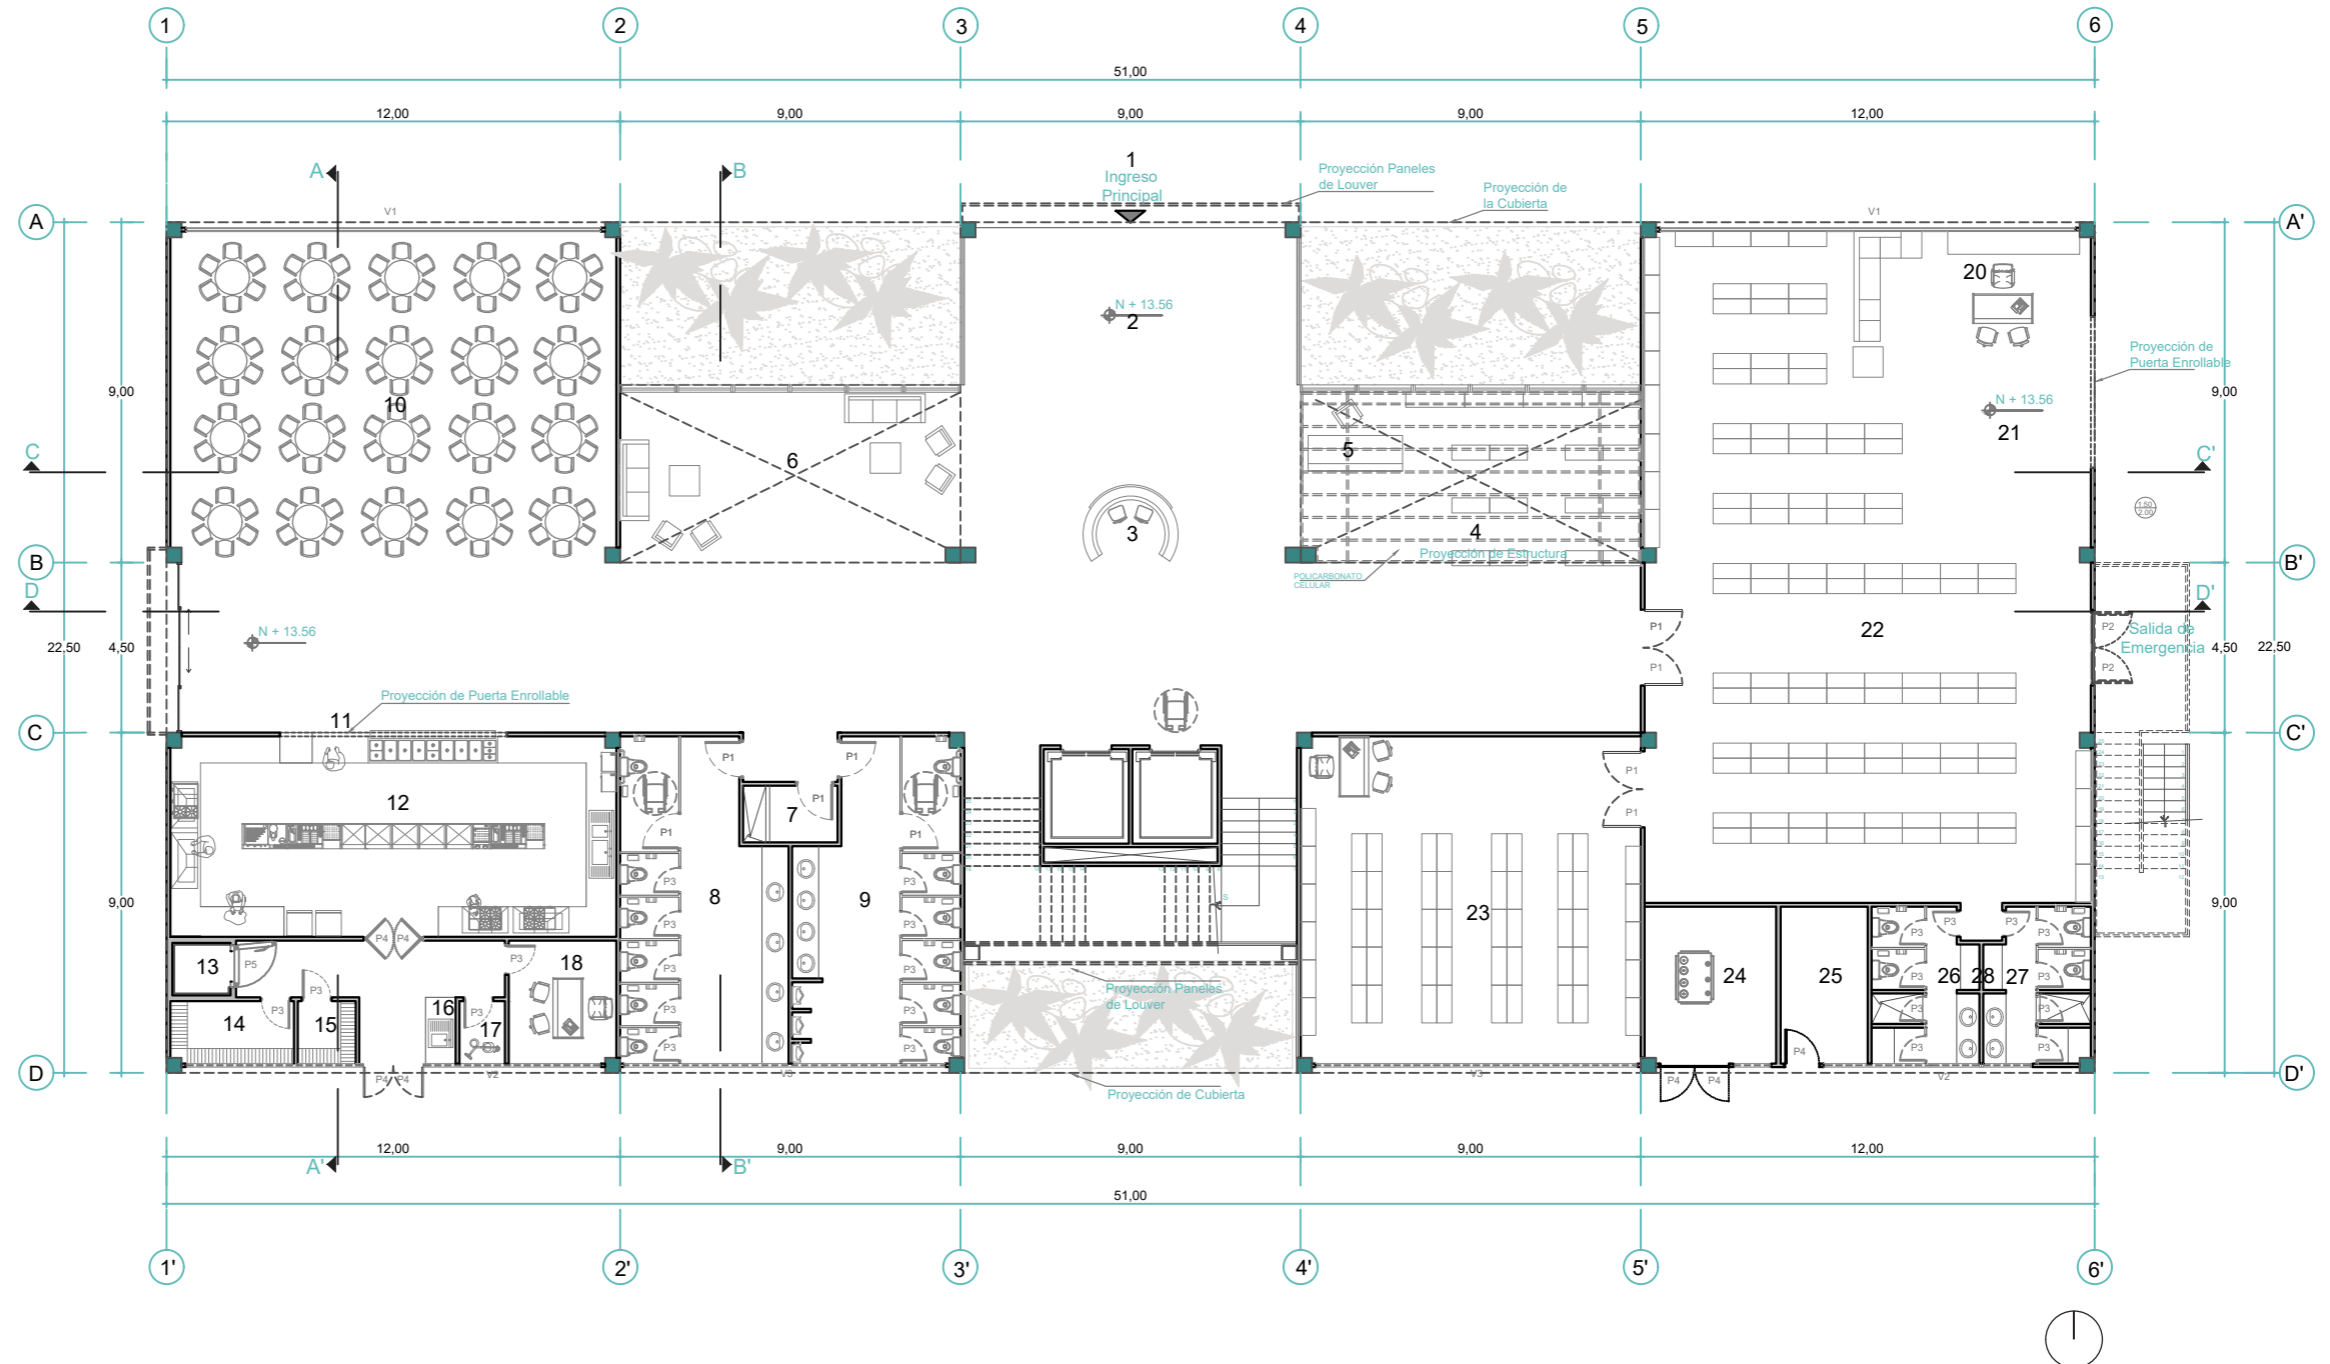 1 2 3 4 5 6
51,00
12,00 9,00 9,00 9,00 12,00
1
Ingreso
Principal
Proyección Paneles
de Louver
Proyección de
la Cubierta
A B
V1 V1
A A'
20
N + 13.56
2
Proyección de
Puerta Enrollable
9,00 9,00
10
N + 13.56
21
5
6
C C'
1.50
2.00
3
4
Proyección de Estructura
B B'
POLICARBONATO
CELULAR
D D'
N + 13.56
P1
22
P2
Salida de
Emergencia
22,50 4,50 4,50 22,50
P1 P2
Proyección de Puerta Enrollable
11
C C'
P1 P1 P1
12
P1
7
P1
P1 P1
P3 P3
8 9
9,00 9,00
23
P3 P3
P3 P3
P4 P4
P3
18
13
P5
P3 P3
24 25 26 28 27
P3 P3
P3 P3
P3 P3
P3
Proyección Paneles
de Louver
16
P3 P3
P3
14 15
P3
17
P3 P3
P3 P3
P4
D D'
P4 P4
V2 V3 V3 V2
P4 P4
Proyección de Cubierta
12,00 9,00 9,00 9,00 12,00
A' B'
51,00
1' 2' 3' 4' 5' 6'